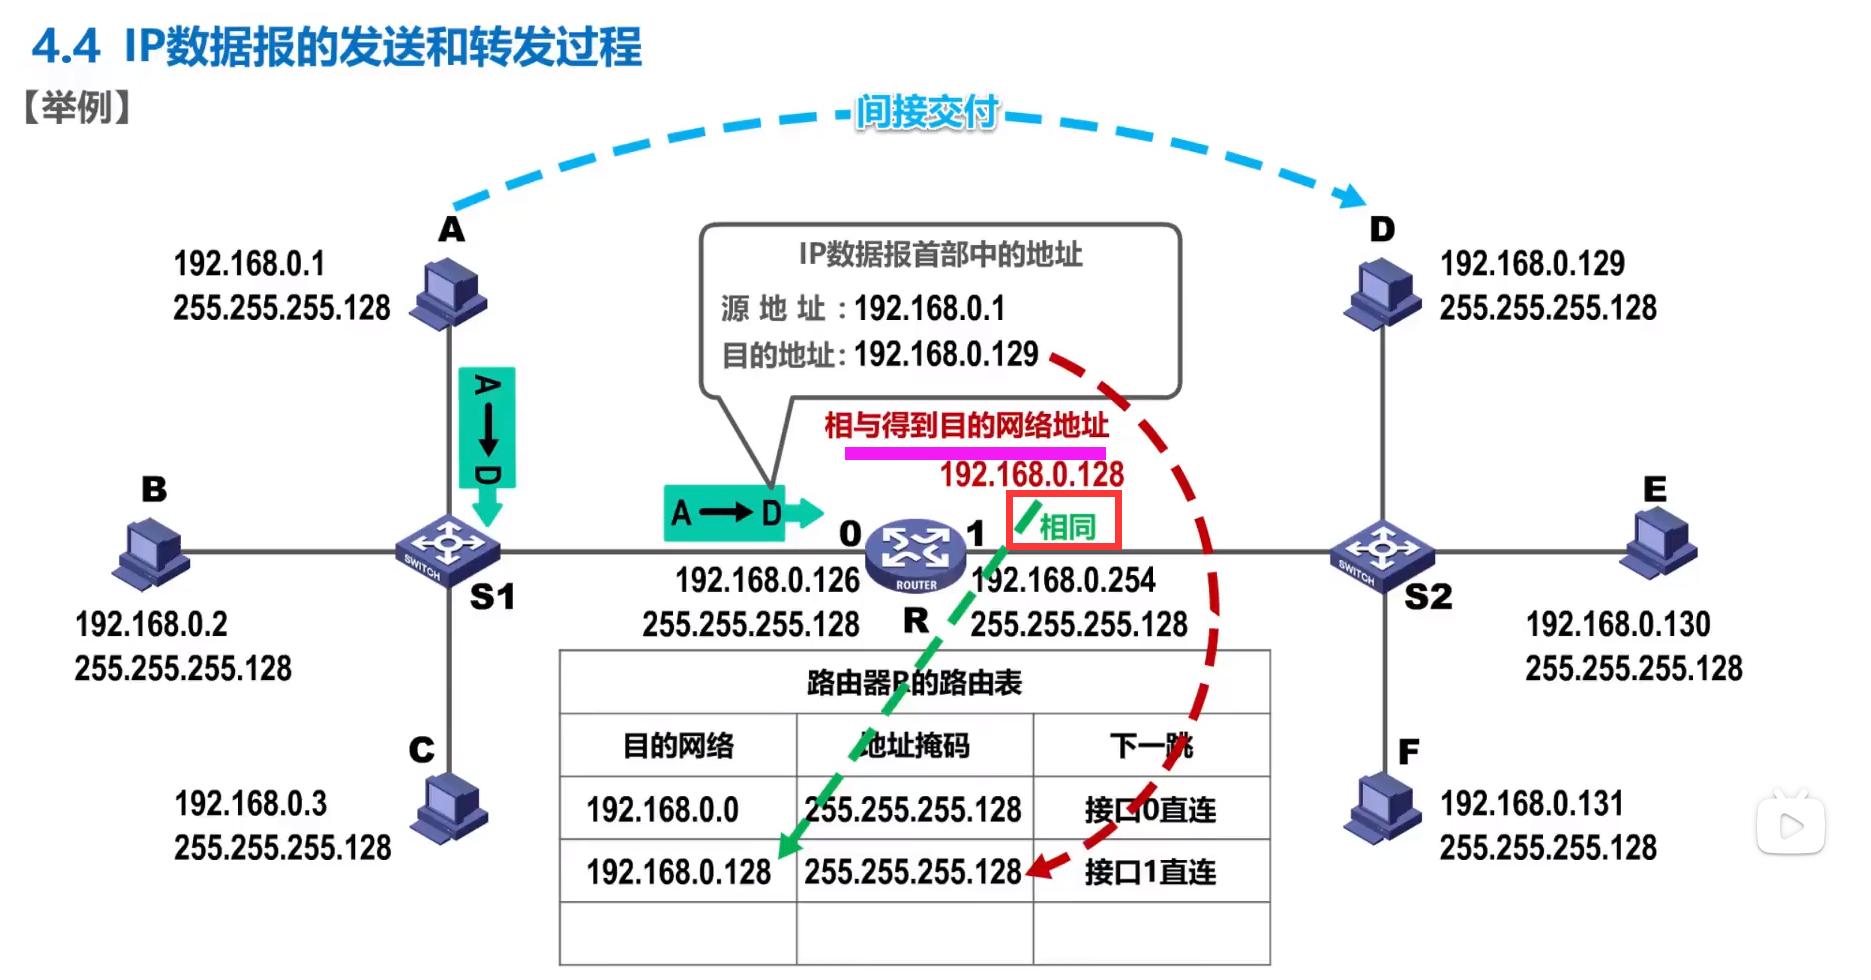 4.4 IP数据报的发送和转发过程
【举例】
间接交付
A
192.168.0.1
255.255.255.128
D
192.168.0.129
255.255.255.128
IP数据报首部中的地址
源地址:192.168.0.1
目的地址:192.168.0.129
相与得到目的网络地址
192.168.0.128
相同
A
D
A
D
B
192.168.0.2
255.255.255.128
SWITCH
S1
0
1
ROUTER
R
192.168.0.126
255.255.255.128
192.168.0.254
255.255.255.128
SWITCH
S2
E
192.168.0.130
255.255.255.128
C
192.168.0.3
255.255.255.128
F
192.168.0.131
255.255.255.128
路由器R的路由表
目的网络 地址掩码 下一跳
192.168.0.0 255.255.255.128 接口0直连
192.168.0.128 255.255.255.128 接口1直连